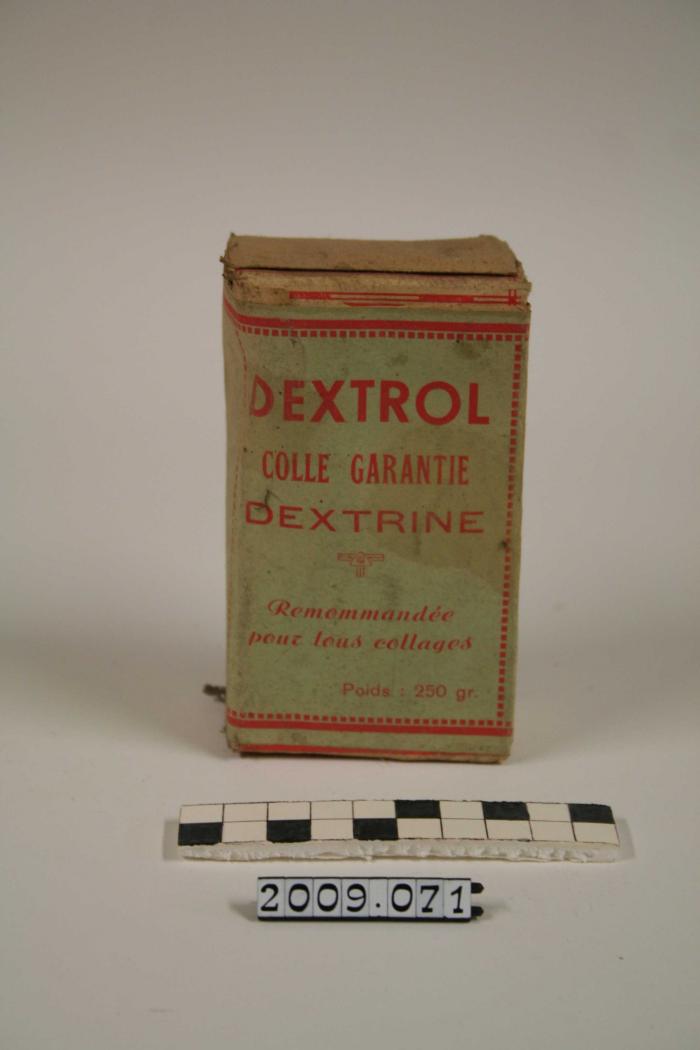 DEXTROL
COLLE GARANTIE
DEXTRINE
Remommandée
pour tous collages
Poids : 250 gr.
2009.071